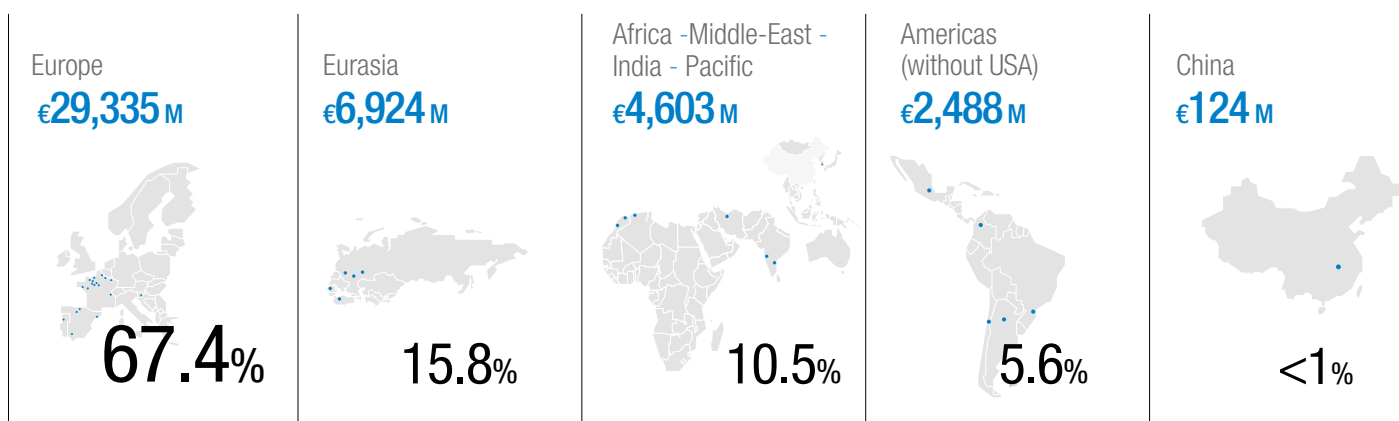 Europe
€29,335 M
67.4%
Eurasia
€6,924 M
15.8%
Africa -Middle-East -
India - Pacific
€4,603 M
10.5%
Americas
(without USA)
€2,488 M
5.6%
China
€124 M
<1%